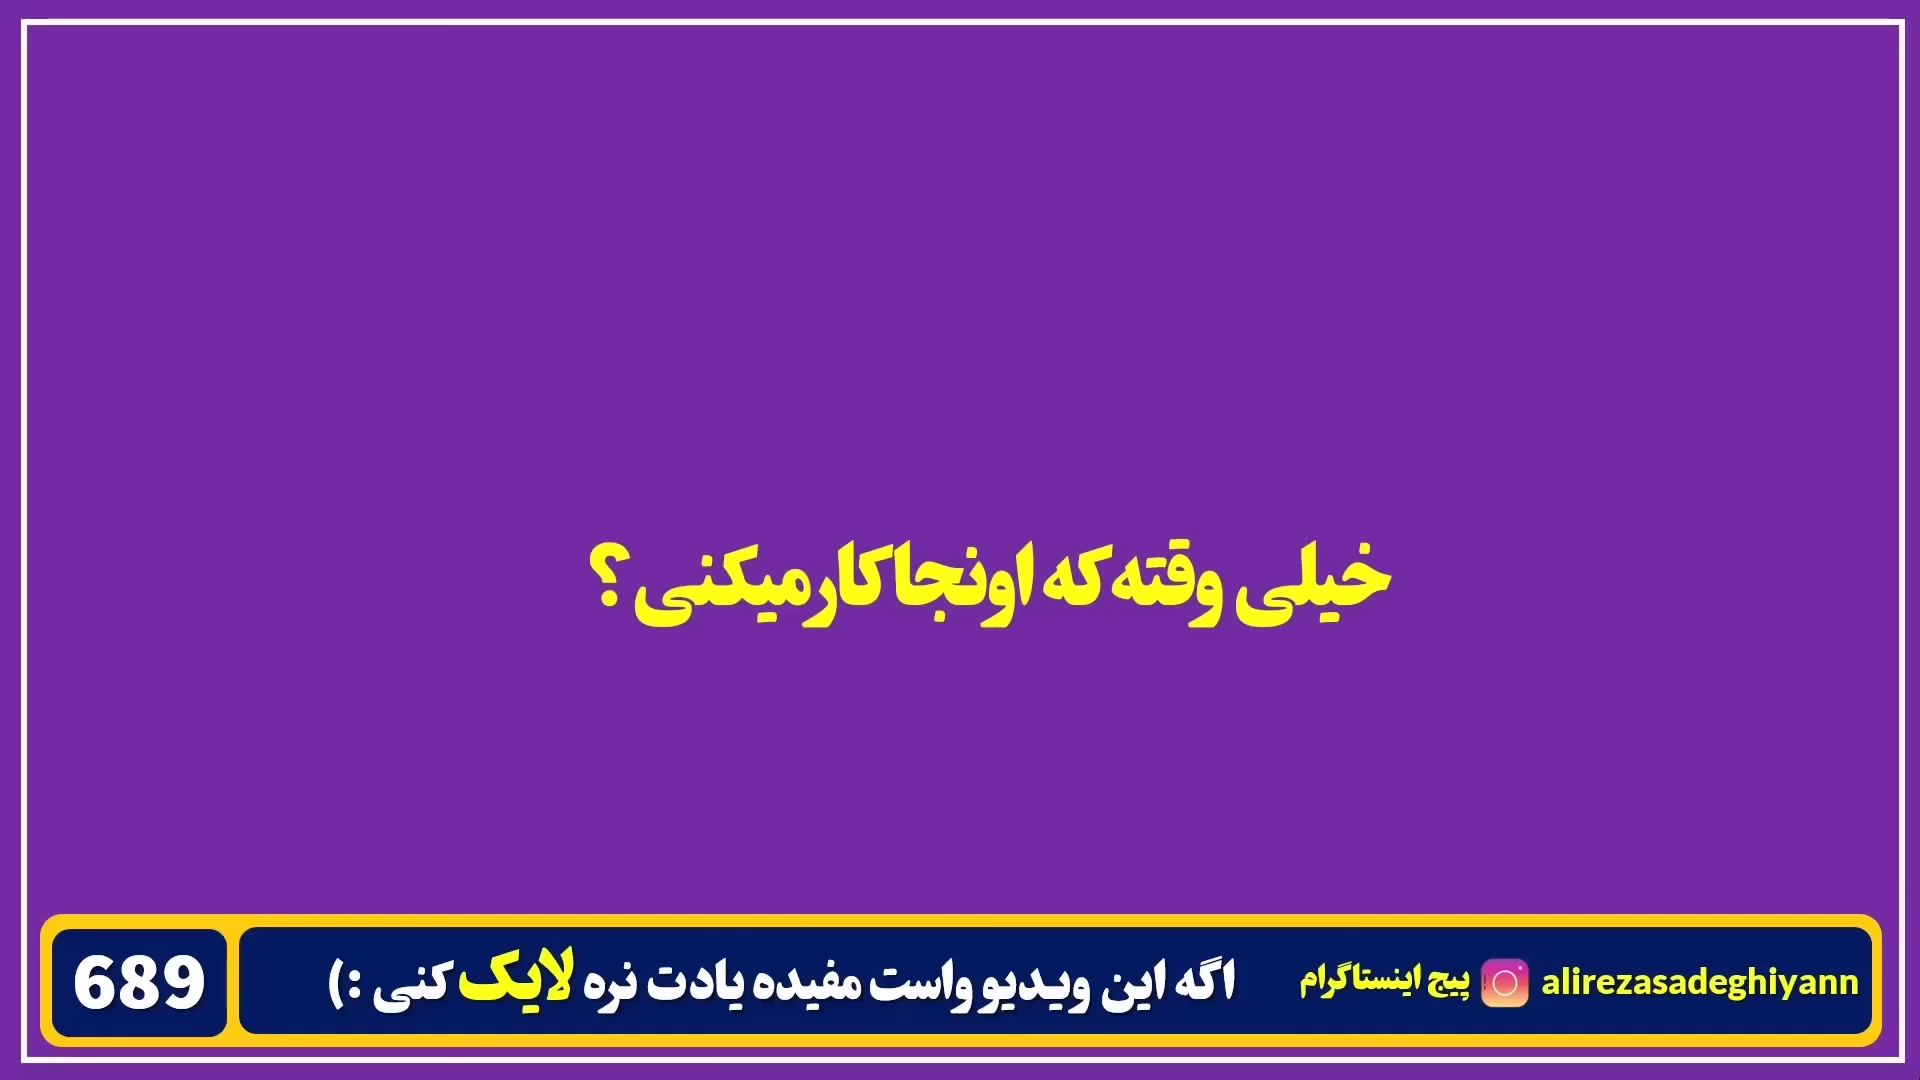 خیلی وقته که اونجا کار میکنی ؟
689
اگه این ویدیو واست مفیده یادت نره لایک کنی :)
پیج اینستاگرام
alirezasadeghiyann